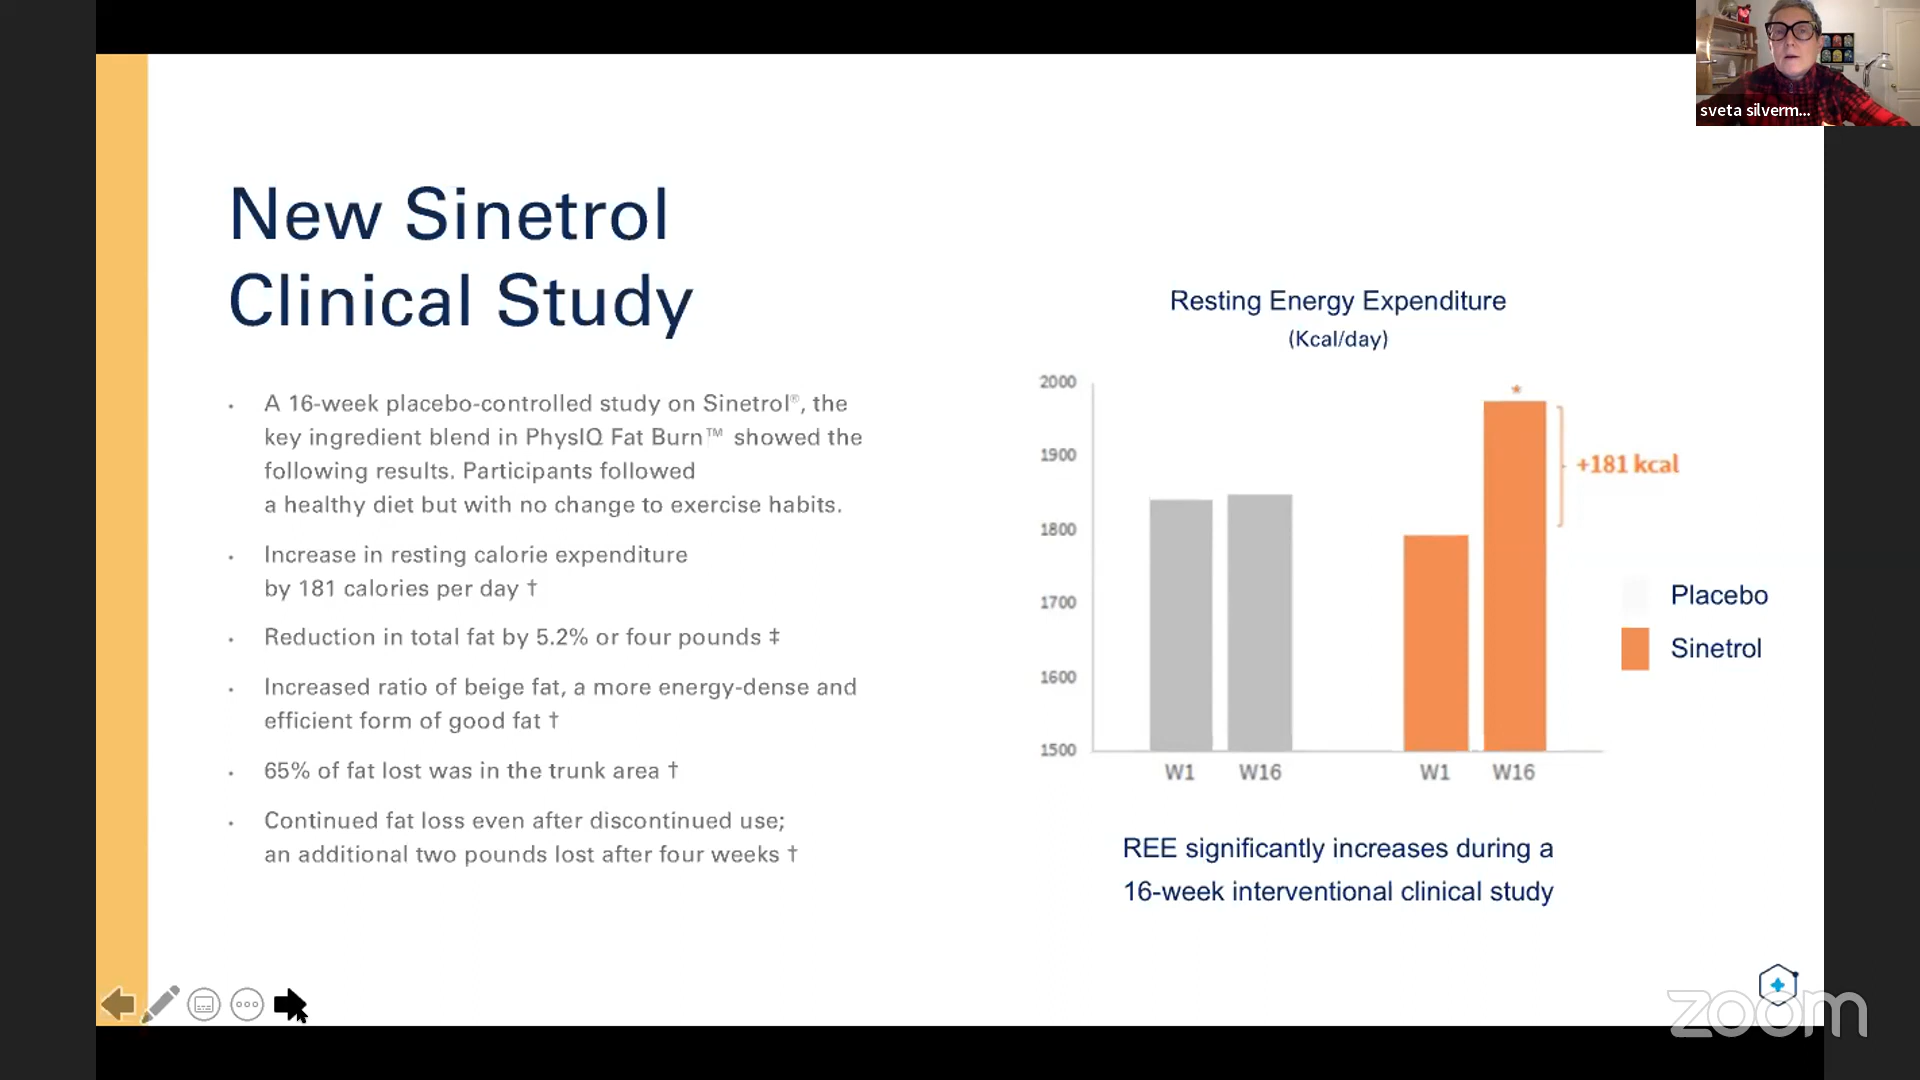 sveta silverm...
New Sinetrol
Clinical Study
• A 16-week placebo-controlled study on Sinetrol®, the
key ingredient blend in PhysIQ Fat Burn™ showed the
following results. Participants followed
a healthy diet but with no change to exercise habits.
• Increase in resting calorie expenditure
by 181 calories per day †
• Reduction in total fat by 5.2% or four pounds ‡
• Increased ratio of beige fat, a more energy-dense and
efficient form of good fat †
• 65% of fat lost was in the trunk area †
• Continued fat loss even after discontinued use;
an additional two pounds lost after four weeks †
Resting Energy Expenditure
(Kcal/day)
2000
1900
1800
1700
1600
1500
*
+181 kcal
W1 W16 W1 W16
Placebo
Sinetrol
REE significantly increases during a
16-week interventional clinical study
zoom